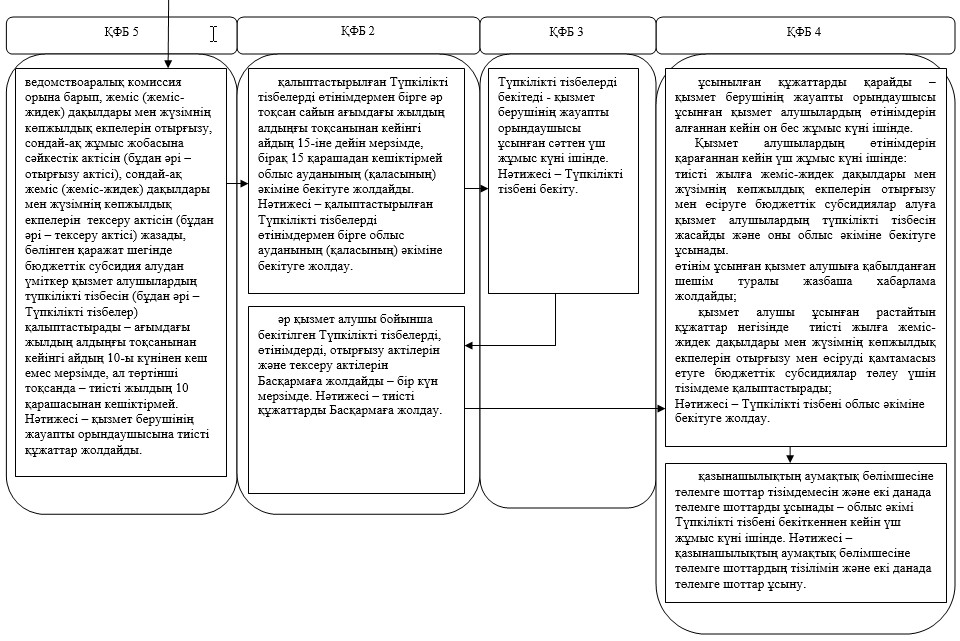 ҚФБ 5
ҚФБ 2
ҚФБ 3
ҚФБ 4
ведомствоаралық комиссия
орына барып, жеміс (жеміс-
жидек) дақылдары мен жүзімнің
көпжылдық екпелерін отырғызу,
сондай-ақ жұмыс жобасына
сәйкестік актісін (бұдан әрі –
отырғызу актісі), сондай-ақ
жеміс (жеміс-жидек) дақылдары
мен жүзімнің көпжылдық
екпелерін тексеру актісін (бұдан
әрі – тексеру актісі) жазады,
бөлінген қаражат шегінде
бюджеттік субсидия алудан
үміткер қызмет алушылардың
түпкілікті тізбесін (бұдан әрі –
Түпкілікті тізбелер)
қалыптастырады – ағымдағы
жылдың алдыңғы тоқсанынан
кейінгі айдың 10-ы күнінен кеш
емес мерзімде, ал төртінші
тоқсанда – тиісті жылдың 10
қарашасынан кешіктірмей.
Нәтижесі – қызмет берушінің
жауапты орындаушысына тиісті
құжаттар жолдайды.
қалыптастырылған Түпкілікті
тізбелерді өтінімдермен бірге әр
тоқсан сайын ағымдағы жылдың
алдыңғы тоқсанынан кейінгі
айдың 15-іне дейін мерзімде,
бірақ 15 қарашадан кешіктірмей
облыс ауданының (қаласының)
әкіміне бекітуге жолдайды.
Нәтижесі – қалыптастырылған
Түпкілікті тізбелерді
өтінімдермен бірге облыс
ауданының (қаласының) әкіміне
бекітуге жолдау.
әр қызмет алушы бойынша
бекітілген Түпкілікті тізбелерді,
өтінімдерді, отырғызу актілерін
және тексеру актілерін
Басқармаға жолдайды – бір күн
мерзімде. Нәтижесі – тиісті
құжаттарды Басқармаға жолдау.
Түпкілікті тізбелерді
бекітеді - қызмет
берушінің жауапты
орындаушысы
ұсынған сәттен үш
жұмыс күні ішінде.
Нәтижесі – Түпкілікті
тізбені бекіту.
ұсынылған құжаттарды қарайды –
қызмет берушінің жауапты орындаушысы
ұсынған қызмет алушылардың өтінімдерін
алғаннан кейін он бес жұмыс күні ішінде.
Қызмет алушылардың өтінімдерін
қарағаннан кейін үш жұмыс күні ішінде:
тиісті жылға жеміс-жидек дақылдары мен
жүзімнің көпжылдық екпелерін отырғызу
мен өсіруге бюджеттік субсидиялар алуға
қызмет алушылардың түпкілікті тізбесін
жасайды және оны облыс әкіміне бекітуге
ұсынады.
өтінім ұсынған қызмет алушыға қабылданған
шешім туралы жазбаша хабарлама
жолдайды;
қызмет алушы ұсынған растайтын
құжаттар негізінде тиісті жылға жеміс-
жидек дақылдары мен жүзімнің көпжылдық
екпелерін отырғызу мен өсіруді қамтамасыз
етуге бюджеттік субсидиялар төлеу үшін
тізімдеме қалыптастырады;
Нәтижесі – Түпкілікті тізбені облыс әкіміне
бекітуге жолдау.
қазынашылықтың аумақтық бөлімшесіне
төлемге шоттар тізімдемесін және екі данада
төлемге шоттарды ұсынады – облыс әкімі
Түпкілікті тізбені бекіткеннен кейін үш
жұмыс күні ішінде. Нәтижесі –
қазынашылықтың аумақтық бөлімшесіне
төлемге шоттардың тізілімін және екі данада
төлемге шоттар ұсыну.